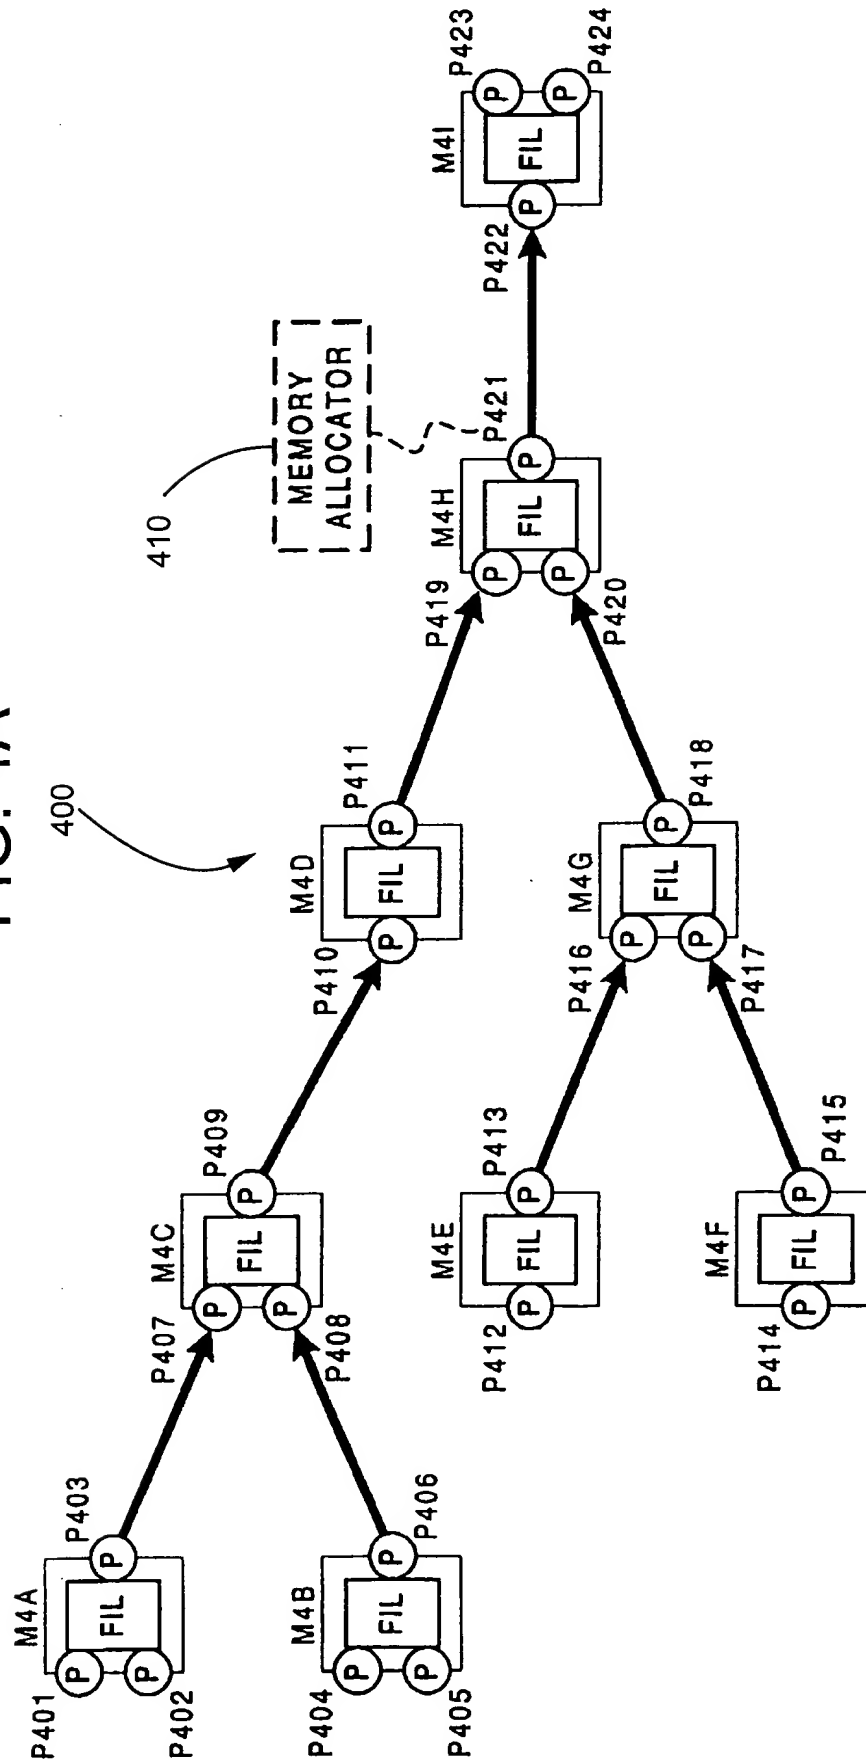 FIG. 4A
400
410
MEMORY
ALLOCATOR
M4A
P401
P
P402
P
FIL
P403
P
M4B
P404
P
P405
P
FIL
P406
P
M4C
P407
P
P408
P
FIL
P409
P
M4D
P410
P
FIL
P411
P
M4E
P412
P
FIL
P413
P
M4F
P414
P
FIL
P415
P
M4G
P416
P
P417
P
FIL
P418
P
M4H
P419
P
P420
P
FIL
P421
P
M4I
P422
P
FIL
P423
P
P424
P